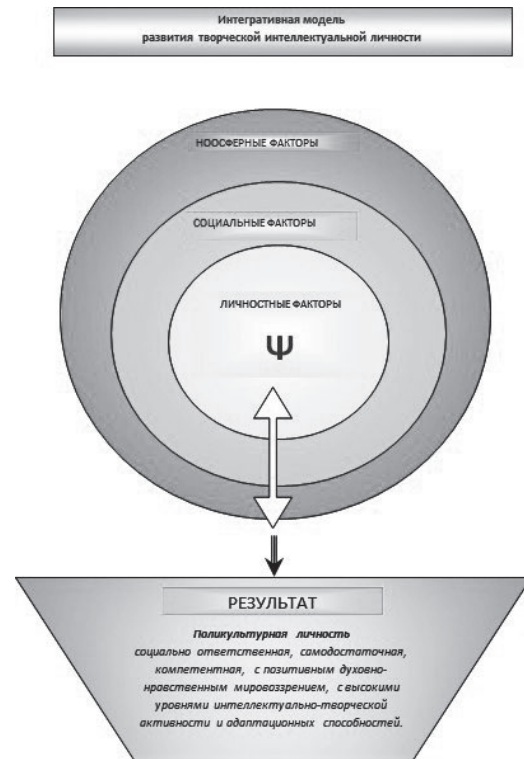 Интегративная модель
развития творческой интеллектуальной личности
НООСФЕРНЫЕ ФАКТОРЫ
СОЦИАЛЬНЫЕ ФАКТОРЫ
ЛИЧНОСТНЫЕ ФАКТОРЫ
Ψ
РЕЗУЛЬТАТ
Поликультурная личность
социально ответственная, самодостаточная,
компетентная, с позитивным духовно-
нравственным мировоззрением, с высокими
уровнями интеллектуально-творческой
активности и адаптационных способностей.